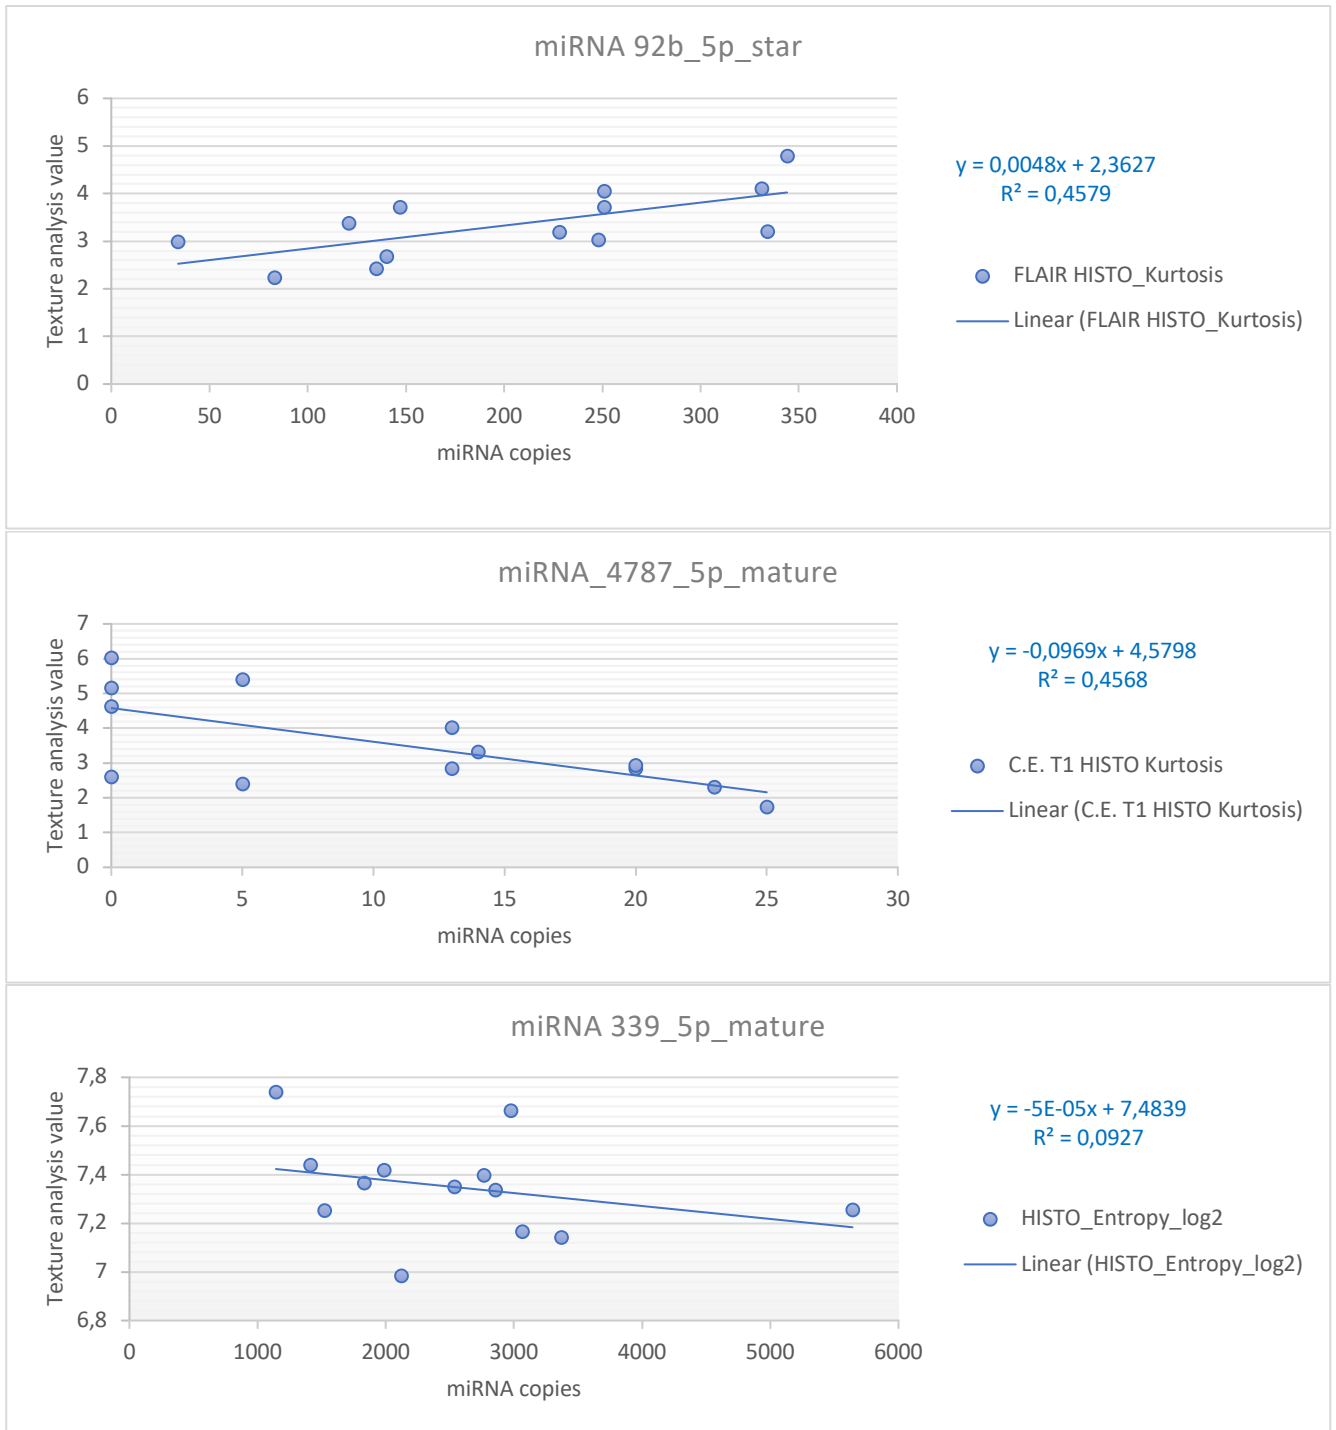 miRNA 92b_5p_star
Texture analysis value
6
5
4
3
2
1
0
0 50 100 150 200 250 300 350 400
miRNA copies
y = 0,0048x + 2,3627
R² = 0,4579
FLAIR HISTO_Kurtosis
Linear (FLAIR HISTO_Kurtosis)
miRNA_4787_5p_mature
Texture analysis value
7
6
5
4
3
2
1
0
0 5 10 15 20 25 30
miRNA copies
y = -0,0969x + 4,5798
R² = 0,4568
C.E. T1 HISTO Kurtosis
Linear (C.E. T1 HISTO Kurtosis)
miRNA 339_5p_mature
Texture analysis value
7,8
7,6
7,4
7,2
7
6,8
0 1000 2000 3000 4000 5000 6000
miRNA copies
y = -5E-05x + 7,4839
R² = 0,0927
HISTO_Entropy_log2
Linear (HISTO_Entropy_log2)